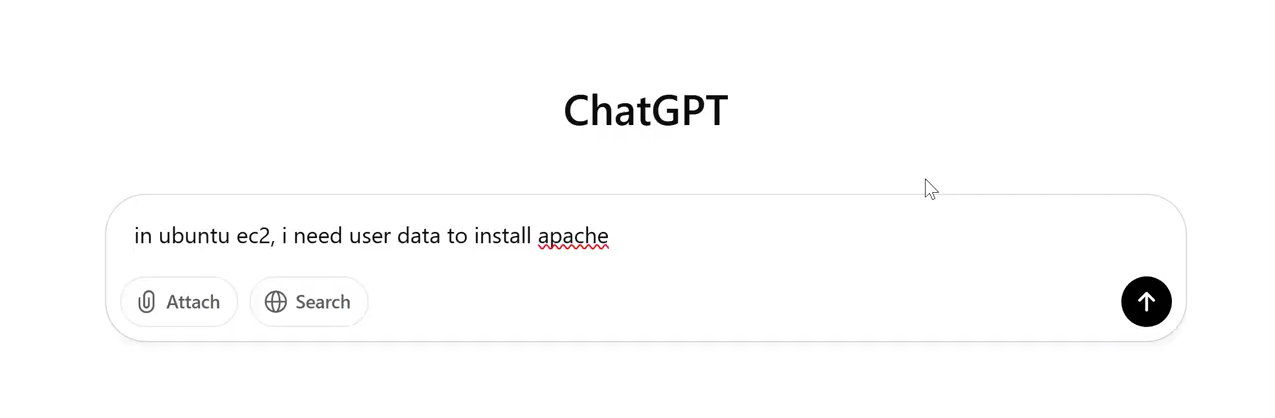 ChatGPT
in ubuntu ec2, i need user data to install apache
Attach Search